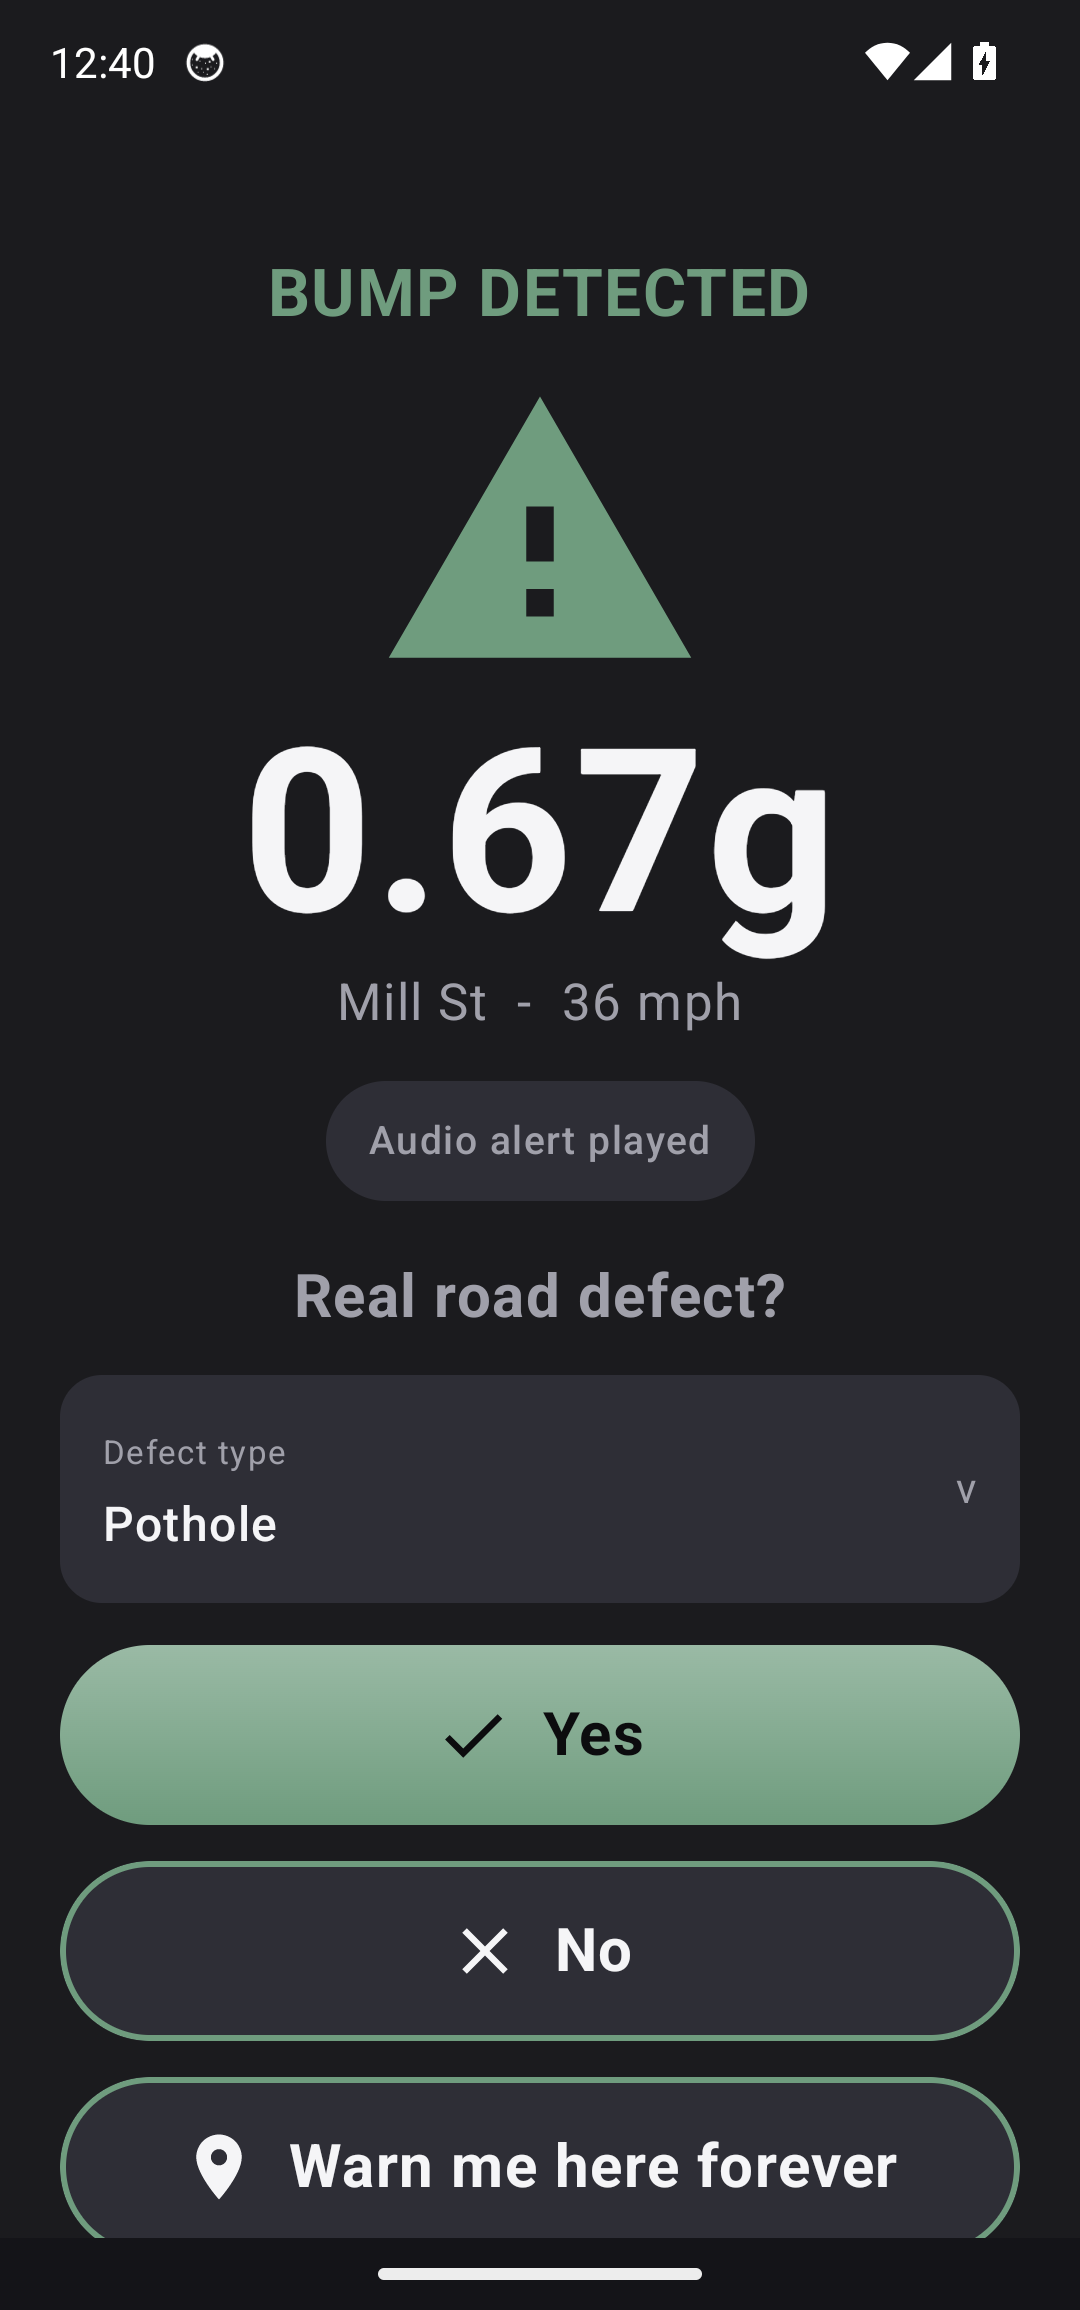 12:40
BUMP DETECTED
0.67g
Mill St - 36 mph
Audio alert played
Real road defect?
Defect type
Pothole
v
Yes
No
Warn me here forever